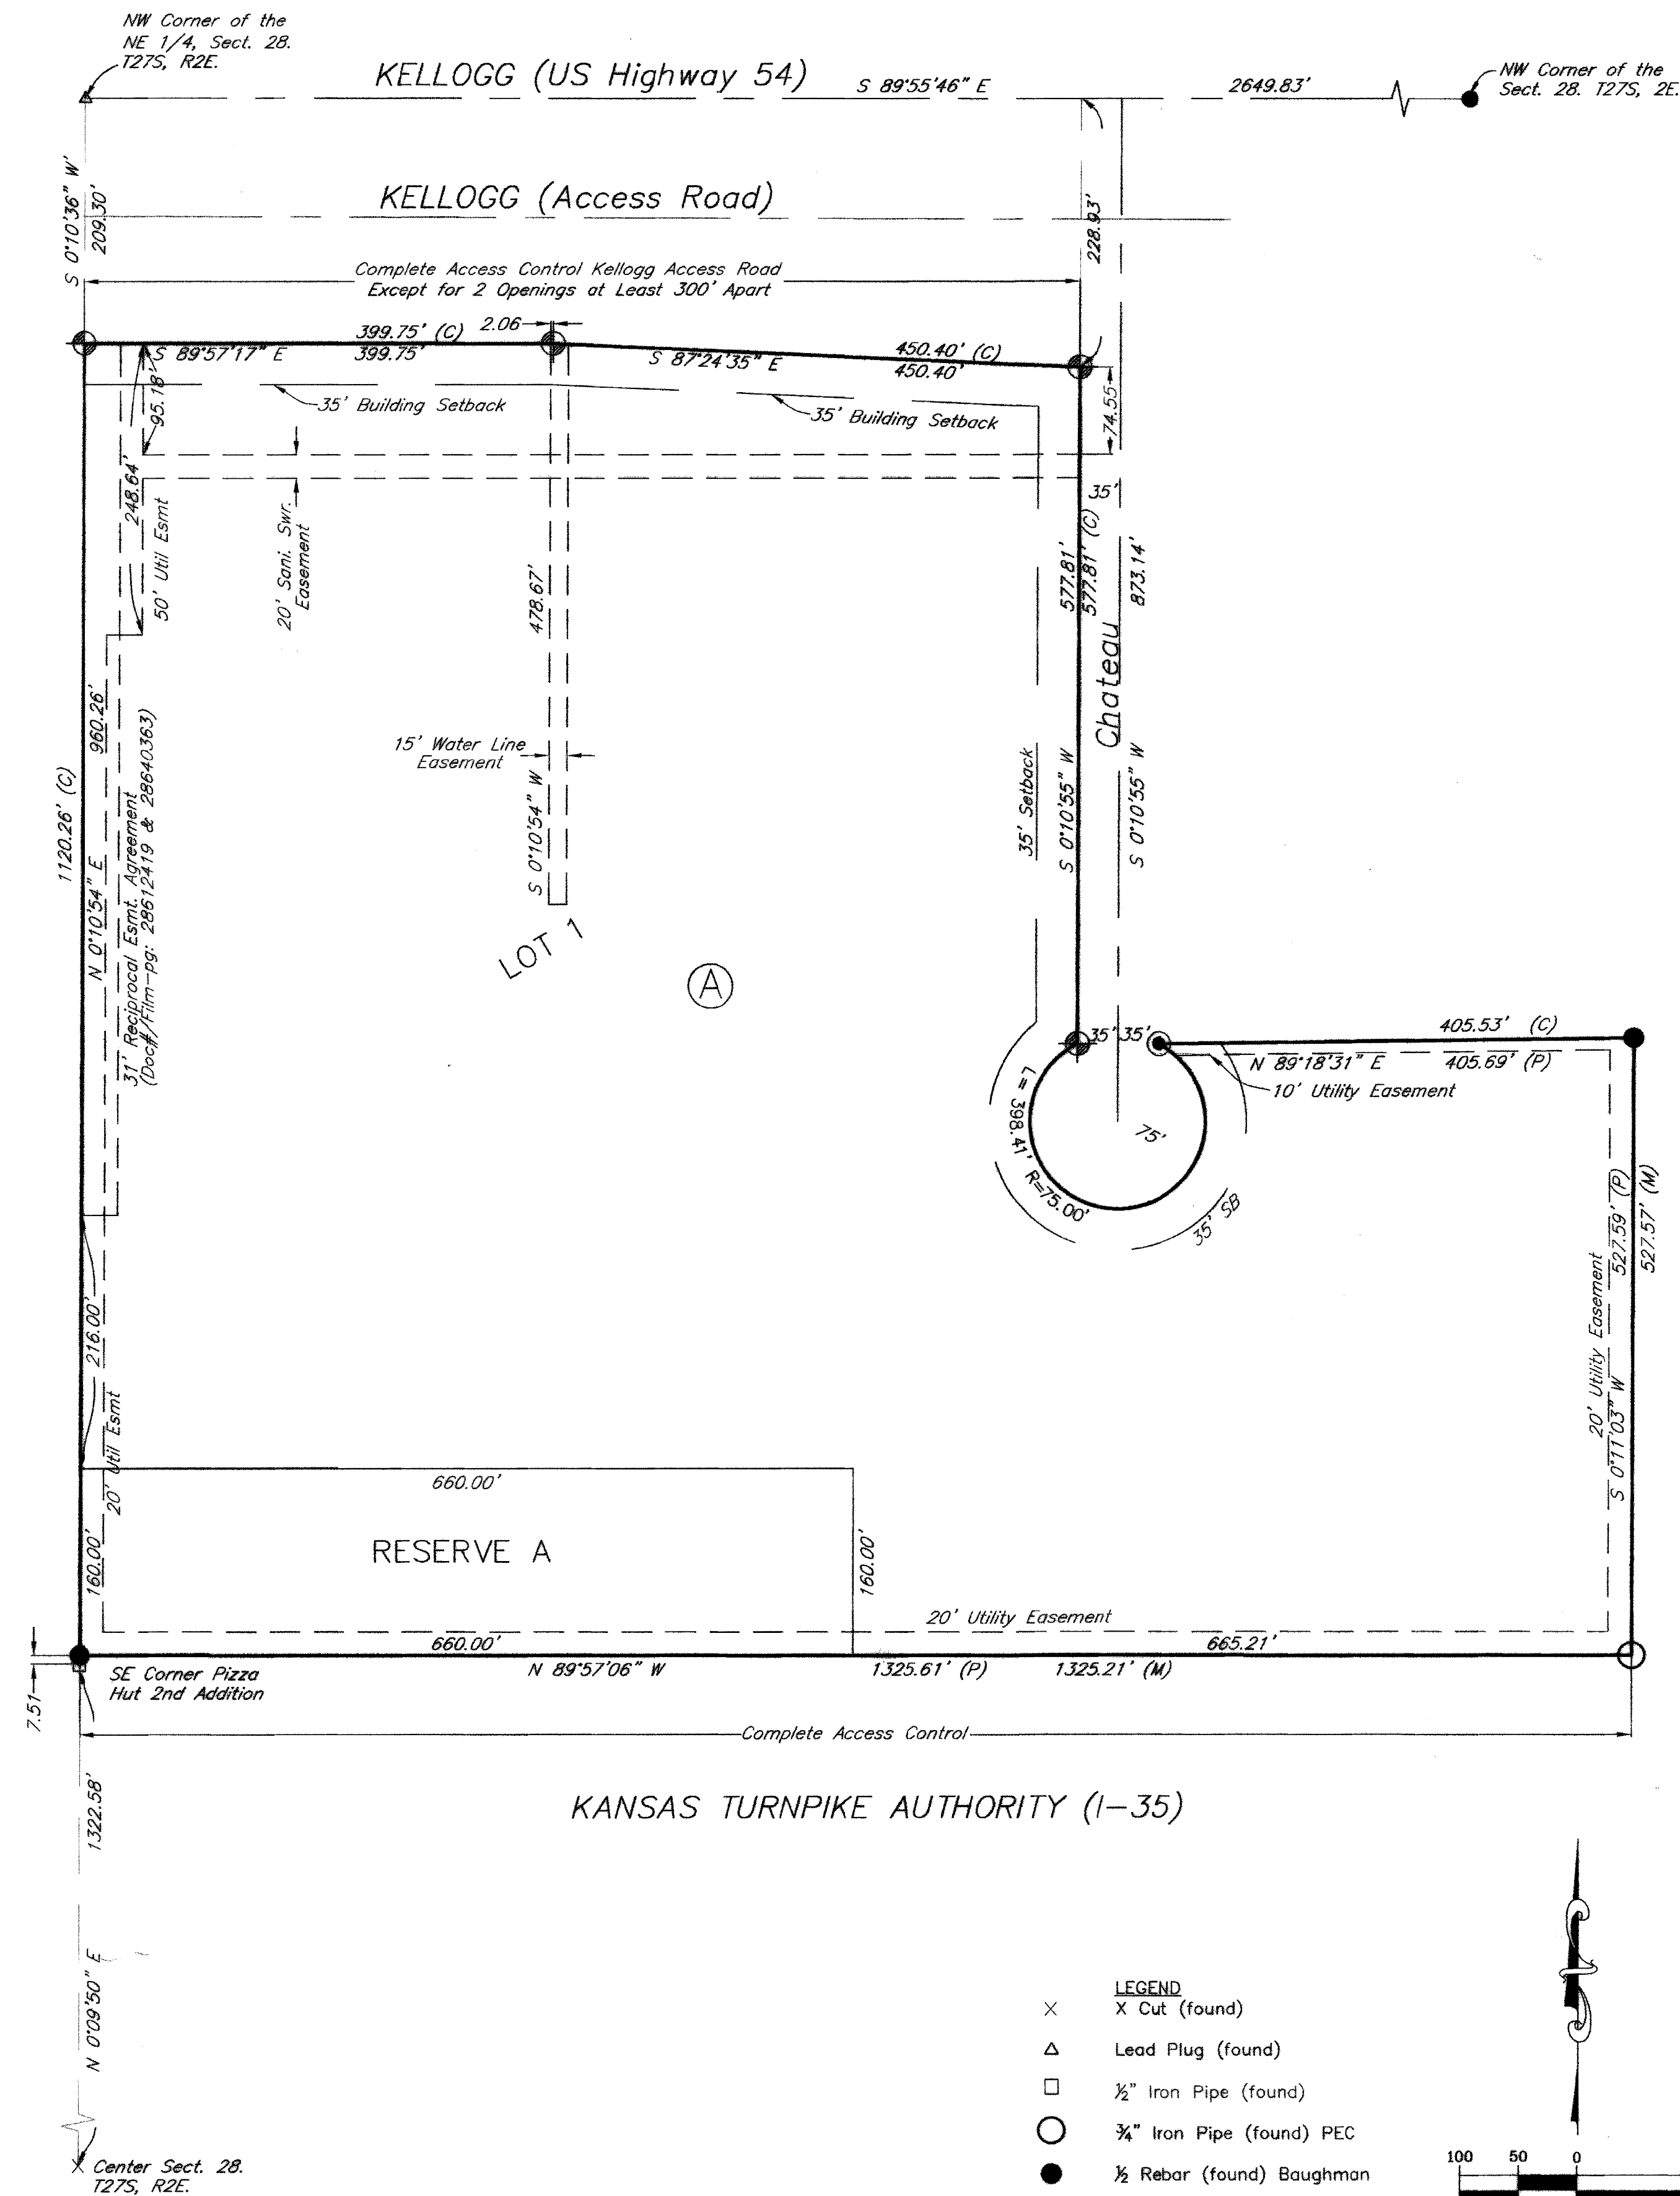 NW Corner of the
NE 1/4, Sect. 28.
T27S, R2E.
KELLOGG (US Highway 54)
S 89°55'46" E
2649.83'
NW Corner of the
Sect. 28. T27S, 2E.
S 0°10'36" W
209.30'
KELLOGG (Access Road)
228.93'
Complete Access Control Kellogg Access Road
Except for 2 Openings at Least 300' Apart
399.75' (C)
2.06
S 89°57'17" E
399.75'
S 87°24'35" E
450.40' (C)
450.40'
95.18'
35' Building Setback
35' Building Setback
74.55
248.64'
50' Util Esmt
20' Sani. Swr.
Easement
35'
478.67'
577.81'
577.81' (C)
873.14'
Chateau
960.26'
1120.26' (C)
N 0°10'54" E
31' Reciprocal Esmt. Agreement
(Doc#/Film-pg: 28612419 & 28640363)
15' Water Line
Easement
S 0°10'54" W
35' Setback
S 0°10'55" W
S 0°10'55" W
LOT 1
A
35'
35'
405.53' (C)
N 89°18'31" E
405.69' (P)
10' Utility Easement
L= 398.41' R=75.00'
75'
35' SB
527.59' (P)
527.57' (M)
20' Utility Easement
S 0°11'03" W
216.00'
20' Util Esmt
660.00'
RESERVE A
160.00'
160.00'
20' Utility Easement
660.00'
665.21'
7.51
SE Corner Pizza
Hut 2nd Addition
N 89°57'06" W
1325.61' (P)
1325.21' (M)
Complete Access Control
1322.58'
KANSAS TURNPIKE AUTHORITY (I-35)
N 0°09'50" E
Center Sect. 28.
T27S, R2E.
LEGEND
X Cut (found)
Lead Plug (found)
½" Iron Pipe (found)
¾" Iron Pipe (found) PEC
½ Rebar (found) Baughman
100 50 0